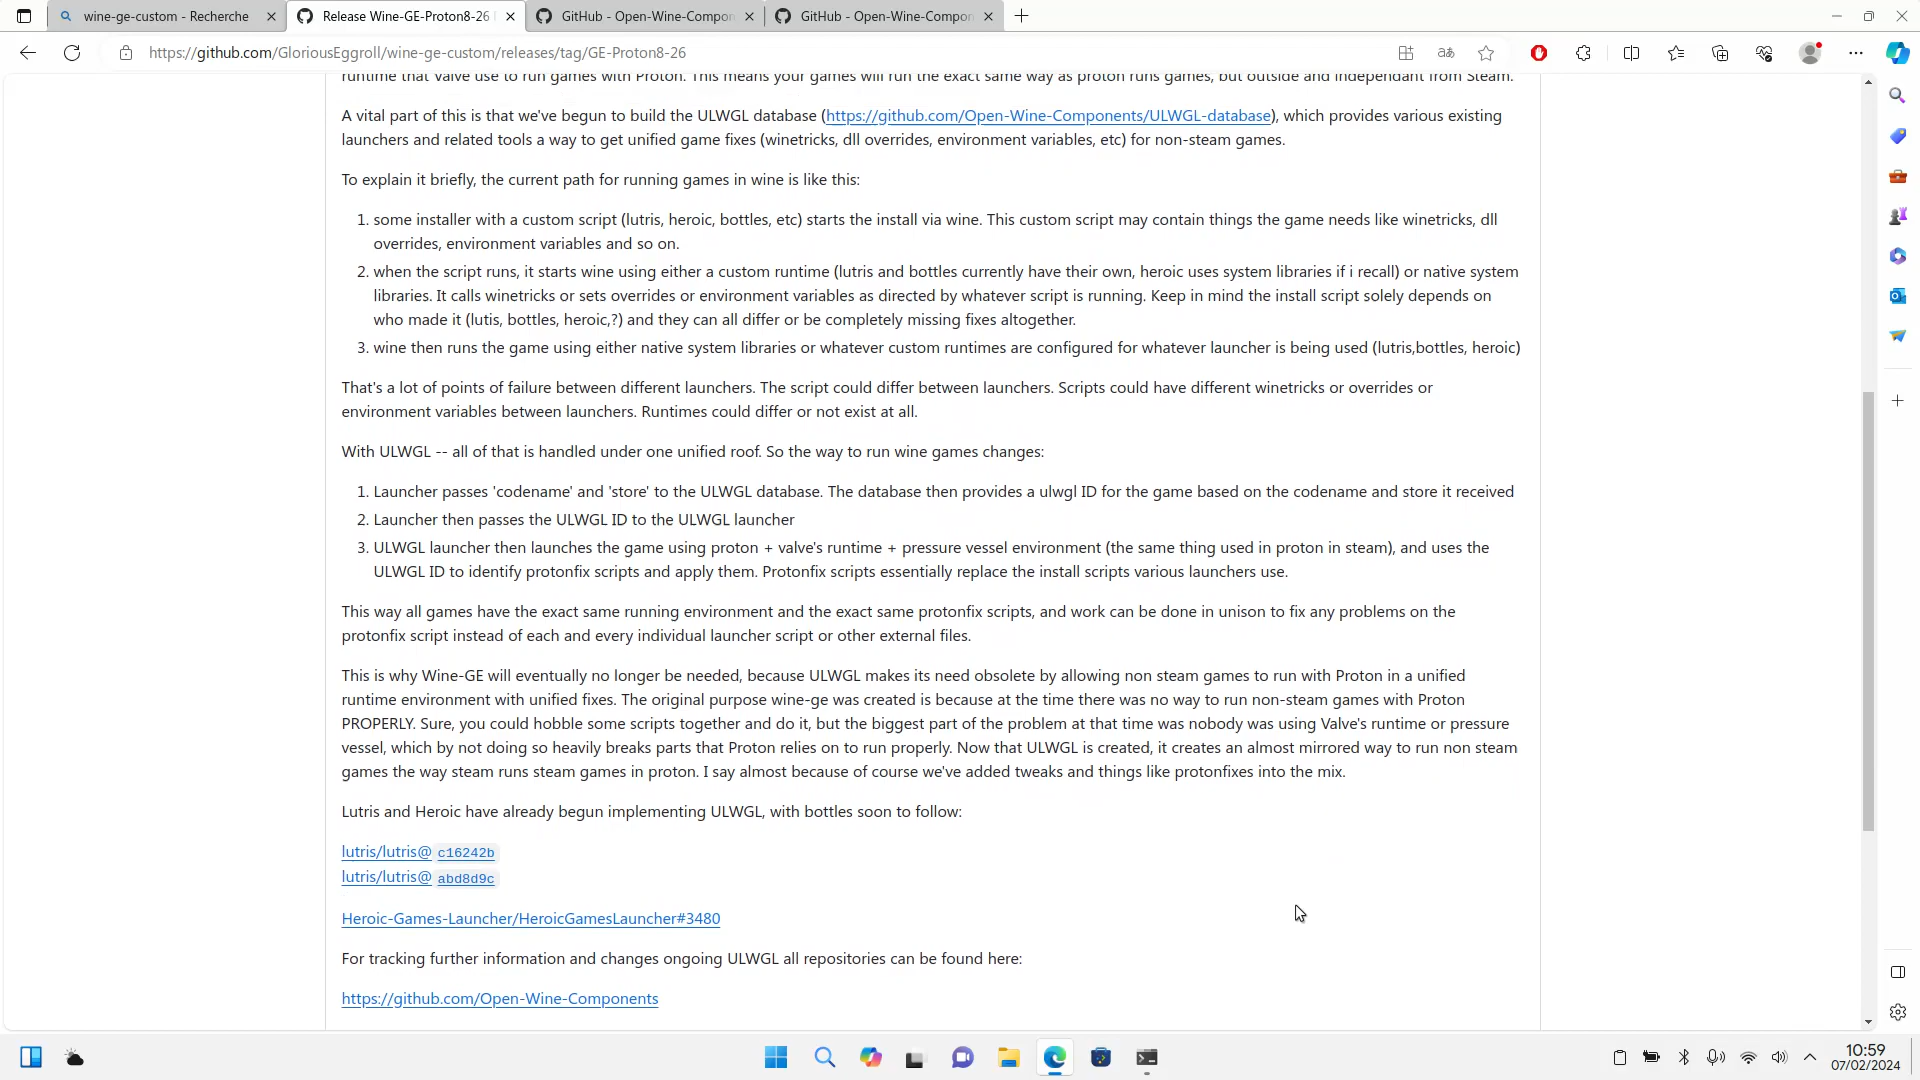 wine-ge-custom - Recherche
Release Wine-GE-Proton8-26
GitHub - Open-Wine-Compon
GitHub - Open-Wine-Compor
https://github.com/GloriousEggroll/wine-ge-custom/releases/tag/GE-Proton8-26
runtime that Valve use to run games with Proton. This means your games will run the exact same way as proton runs games, but outside and independant from Steam.
A vital part of this is that we've begun to build the ULWGL database (https://github.com/Open-Wine-Components/ULWGL-database), which provides various existing
launchers and related tools a way to get unified game fixes (winetricks, dll overrides, environment variables, etc) for non-steam games.
To explain it briefly, the current path for running games in wine is like this:
1. some installer with a custom script (lutris, heroic, bottles, etc) starts the install via wine. This custom script may contain things the game needs like winetricks, dll
overrides, environment variables and so on.
2. when the script runs, it starts wine using either a custom runtime (lutris and bottles currently have their own, heroic uses system libraries if i recall) or native system
libraries. It calls winetricks or sets overrides or environment variables as directed by whatever script is running. Keep in mind the install script solely depends on
who made it (lutis, bottles, heroic,?) and they can all differ or be completely missing fixes altogether.
3. wine then runs the game using either native system libraries or whatever custom runtimes are configured for whatever launcher is being used (lutris,bottles, heroic)
That's a lot of points of failure between different launchers. The script could differ between launchers. Scripts could have different winetricks or overrides or
environment variables between launchers. Runtimes could differ or not exist at all.
With ULWGL -- all of that is handled under one unified roof. So the way to run wine games changes:
1. Launcher passes 'codename' and 'store' to the ULWGL database. The database then provides a ulwgl ID for the game based on the codename and store it received
2. Launcher then passes the ULWGL ID to the ULWGL launcher
3. ULWGL launcher then launches the game using proton + valve's runtime + pressure vessel environment (the same thing used in proton in steam), and uses the
ULWGL ID to identify protonfix scripts and apply them. Protonfix scripts essentially replace the install scripts various launchers use.
This way all games have the exact same running environment and the exact same protonfix scripts, and work can be done in unison to fix any problems on the
protonfix script instead of each and every individual launcher script or other external files.
This is why Wine-GE will eventually no longer be needed, because ULWGL makes its need obsolete by allowing non steam games to run with Proton in a unified
runtime environment with unified fixes. The original purpose wine-ge was created is because at the time there was no way to run non-steam games with Proton
PROPERLY. Sure, you could hobble some scripts together and do it, but the biggest part of the problem at that time was nobody was using Valve's runtime or pressure
vessel, which by not doing so heavily breaks parts that Proton relies on to run properly. Now that ULWGL is created, it creates an almost mirrored way to run non steam
games the way steam runs steam games in proton. I say almost because of course we've added tweaks and things like protonfixes into the mix.
Lutris and Heroic have already begun implementing ULWGL, with bottles soon to follow:
lutris/lutris@ c16242b
lutris/lutris@ abd8d9c
Heroic-Games-Launcher/HeroicGamesLauncher#3480
For tracking further information and changes ongoing ULWGL all repositories can be found here:
https://github.com/Open-Wine-Components
10:59
07/02/2024